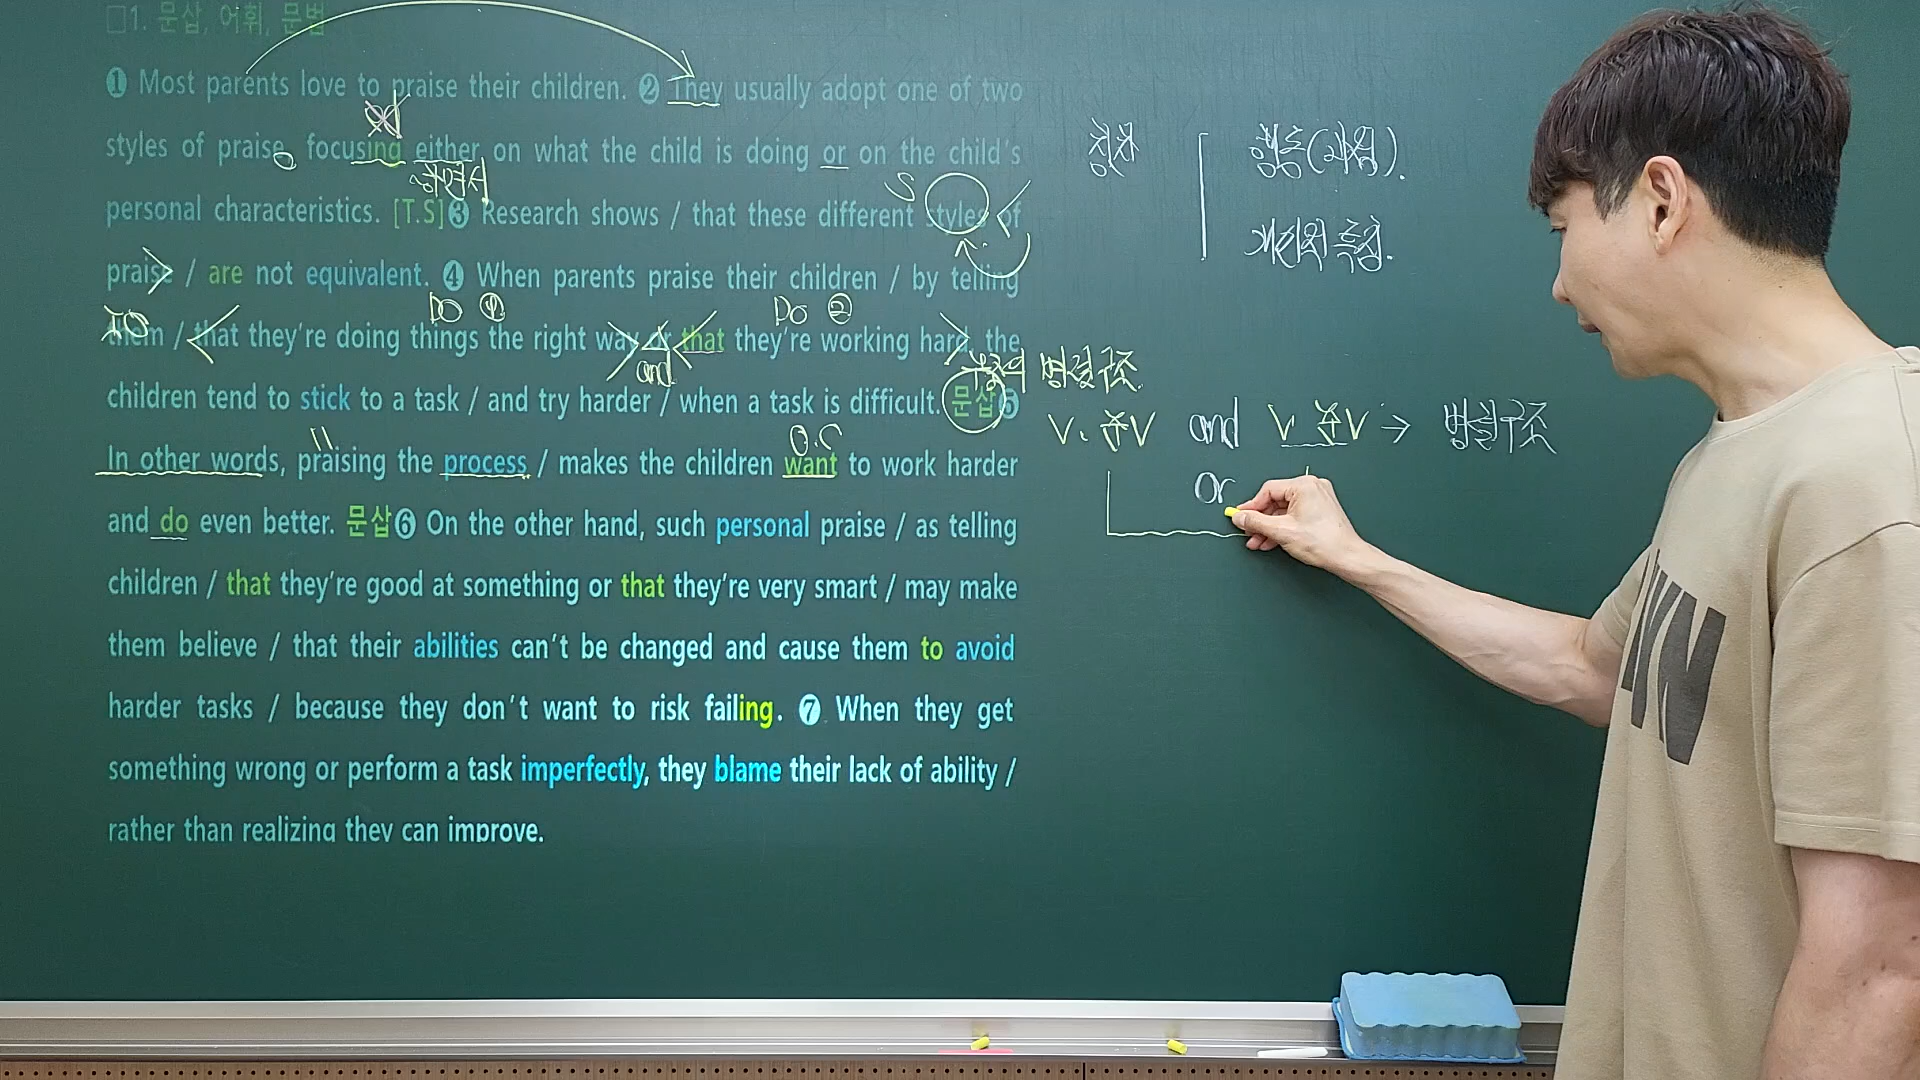 □1. 문삽, 어휘, 문법
❶ Most parents love to praise their children. ❷ They usually adopt one of two
styles of praise, focusing either on what the child is doing or on the child's
personal characteristics. [T.S]❸ Research shows / that these different styles of
praise / are not equivalent. ❹ When parents praise their children / by telling
DO ① DO ②
IO
them / that they're doing things the right way or that they're working hard, the
and
children tend to stick to a task / and try harder / when a task is difficult. 문삽❺
O.C
In other words, praising the process / makes the children want to work harder
and do even better. 문삽❻ On the other hand, such personal praise / as telling
children / that they're good at something or that they're very smart / may make
them believe / that their abilities can't be changed and cause them to avoid
harder tasks / because they don't want to risk failing. ❼ When they get
something wrong or perform a task imperfectly, they blame their lack of ability /
rather than realizing they can improve.
S
칭찬
행동(과정).
개인적 특징.
병렬구조.
V. 준V and V 준V → 병렬구조
or